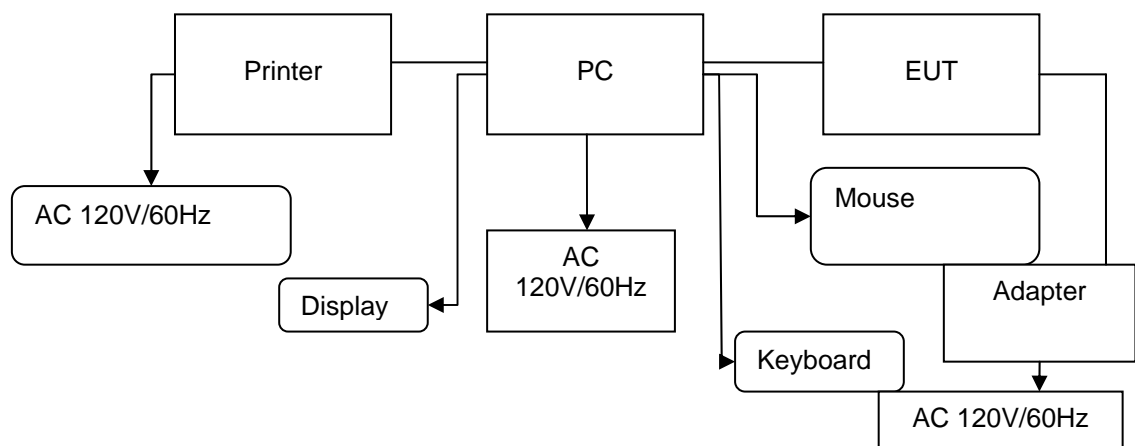 Printer
PC
EUT
AC 120V/60Hz
Mouse
AC
120V/60Hz
Display
Adapter
Keyboard
AC 120V/60Hz